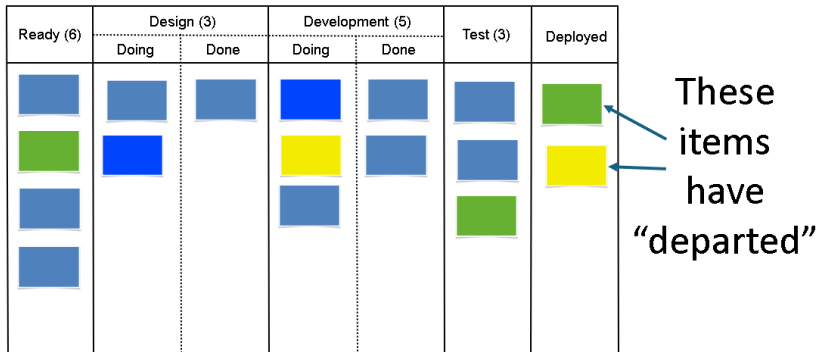 Ready (6)
Design (3)
Doing
Done
Development (5)
Doing
Done
Test (3)
Deployed
These
items
have
“departed”